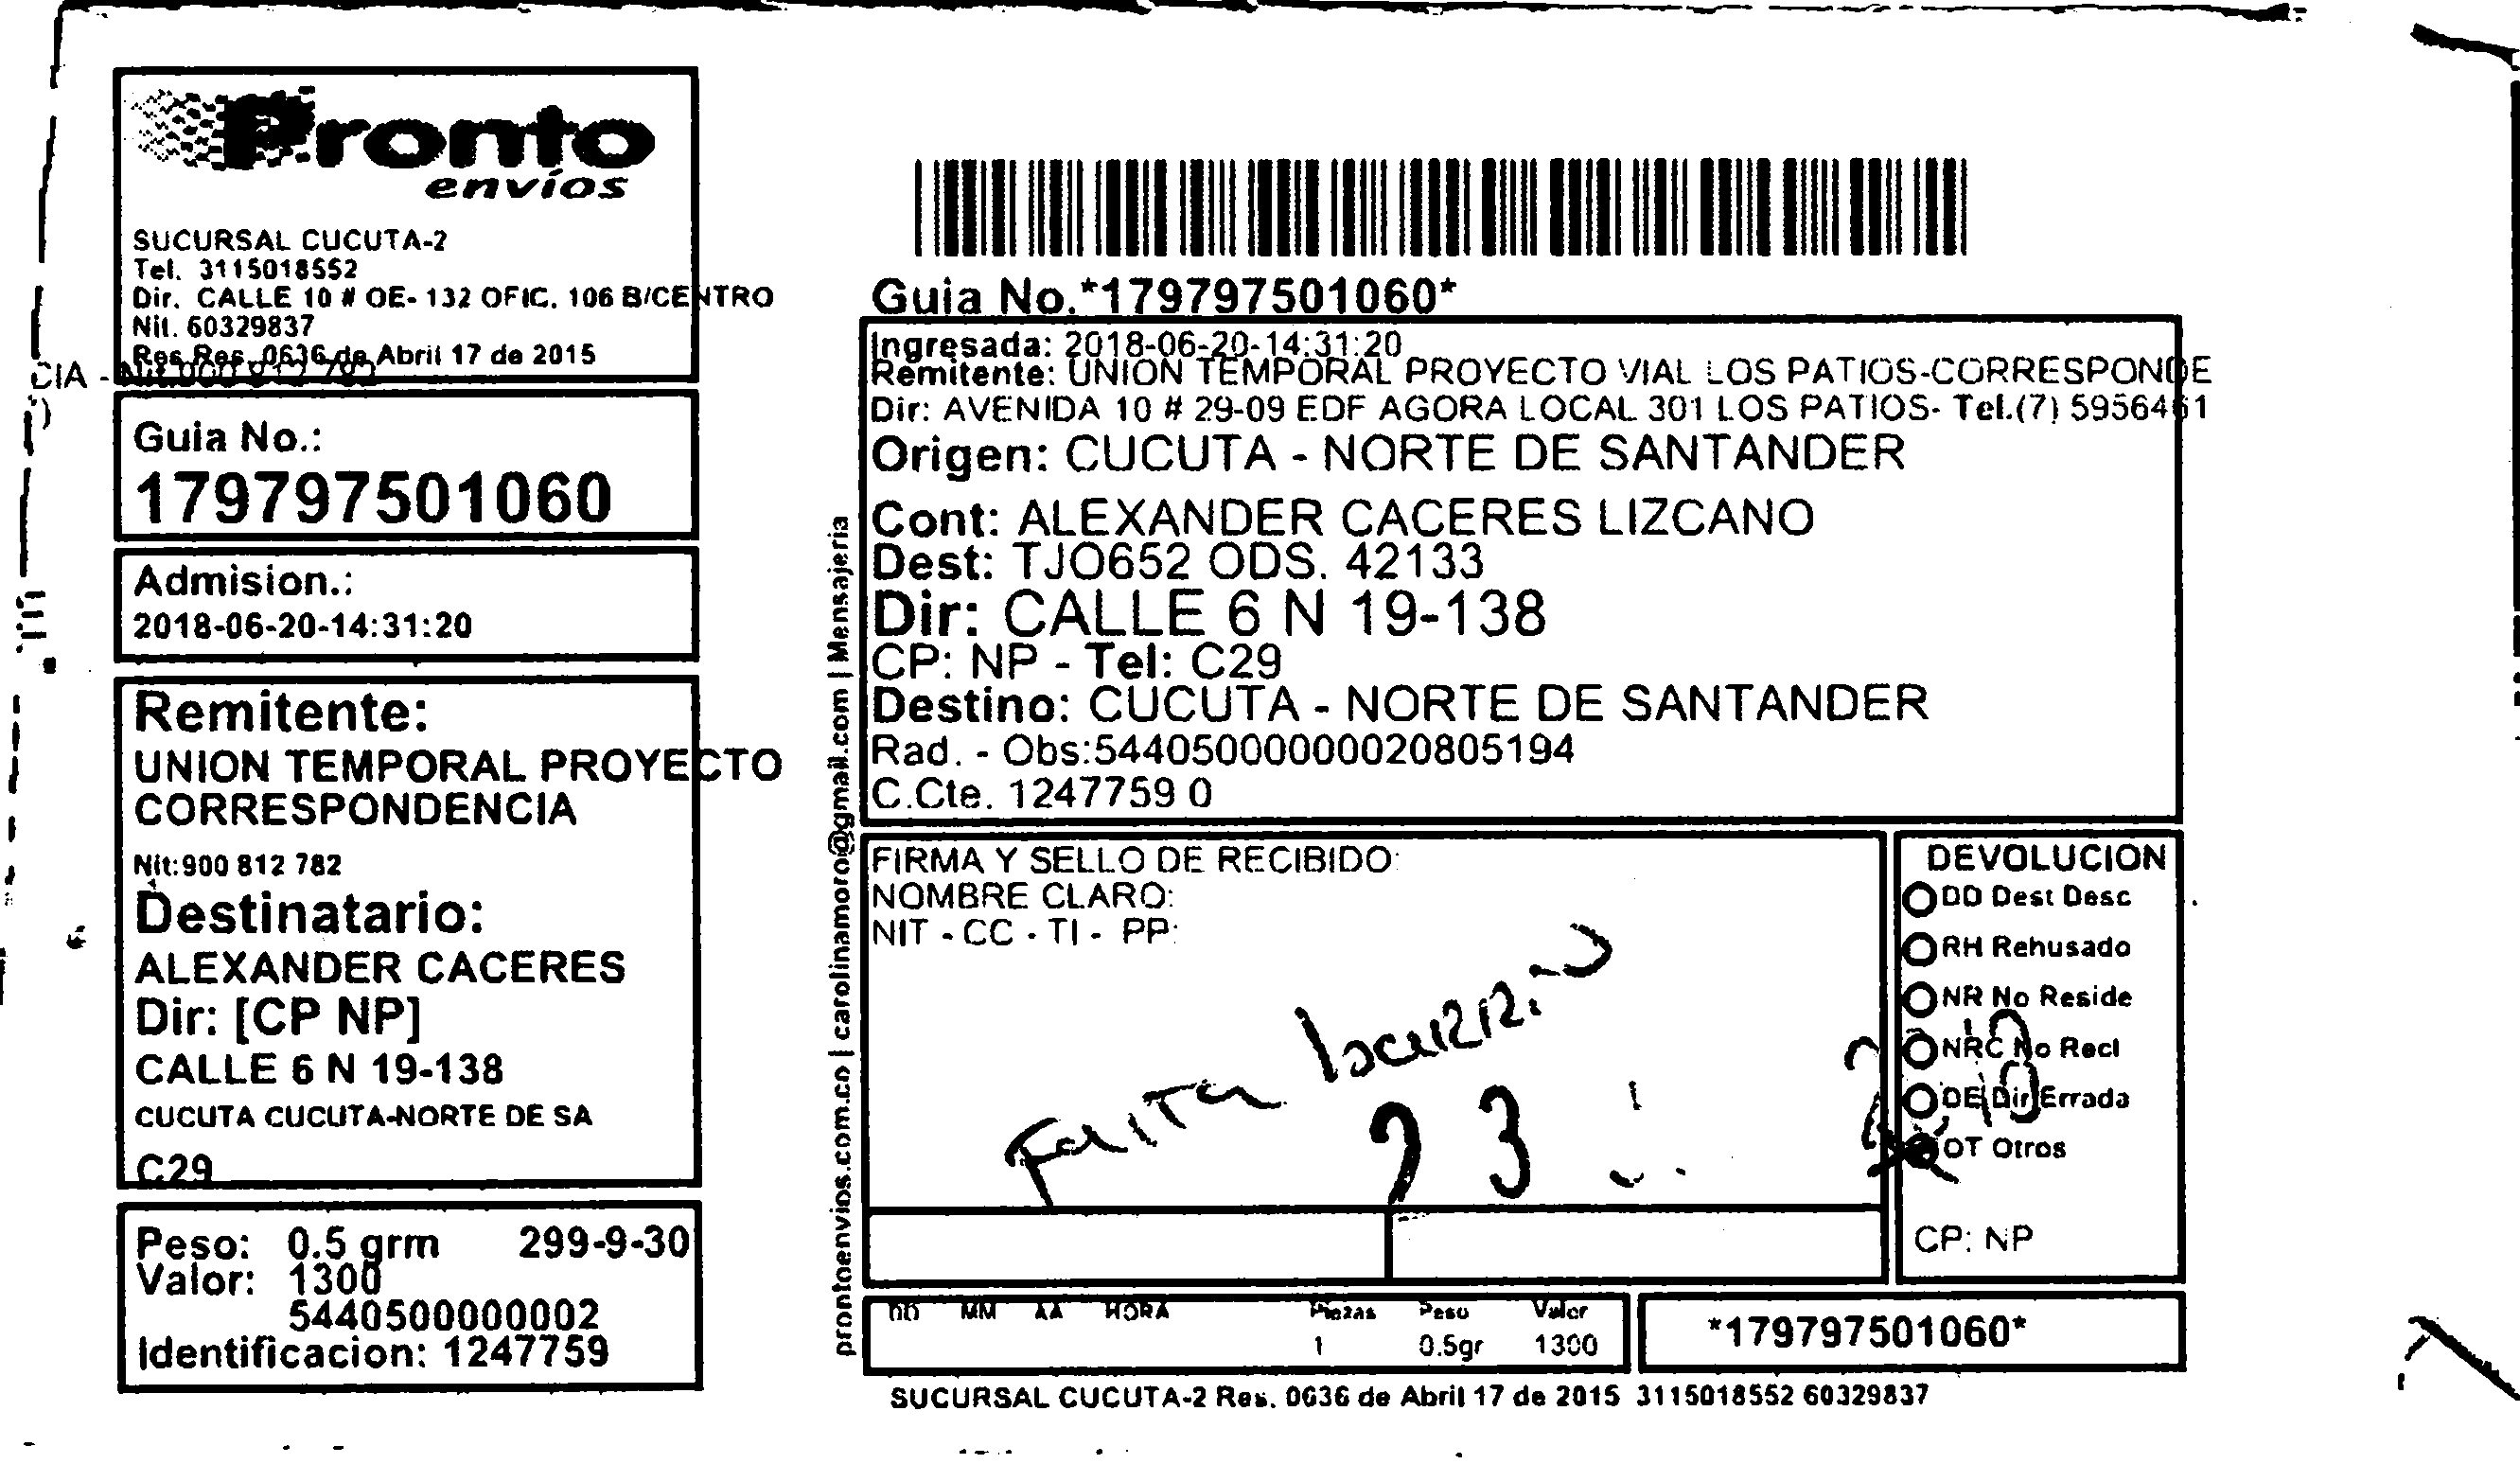 Pronto
envíos
SUCURSAL CUCUTA-2
Tel. 3115018552
Dir. CALLE 10 # OE- 132 OFIC. 106 B/CENTRO
Nit. 60329837
Res Res. 0636 de Abril 17 de 2015
CIA - Nit 900 812 782
Guia No.:
179797501060
Admision.:
2018-06-20-14:31:20
Remitente:
UNION TEMPORAL PROYECTO
CORRESPONDENCIA
Nit:900 812 782
Destinatario:
ALEXANDER CACERES
Dir: [CP NP]
CALLE 6 N 19-138
CUCUTA CUCUTA-NORTE DE SA
C29
Peso: 0.5 grm 299-9-30
Valor: 1300
5440500000002
Identificacion: 1247759
prontoenvios.com.co | carolinamoro@gmail.com | Mensajeria
Guia No.*179797501060*
Ingresada: 2018-06-20-14:31:20
Remitente: UNION TEMPORAL PROYECTO VIAL LOS PATIOS-CORRESPONDE
Dir: AVENIDA 10 # 29-09 EDF AGORA LOCAL 301 LOS PATIOS- Tel.(7) 5956461
Origen: CUCUTA - NORTE DE SANTANDER
Cont: ALEXANDER CACERES LIZCANO
Dest: TJO652 ODS. 42133
Dir: CALLE 6 N 19-138
CP: NP - Tel: C29
Destino: CUCUTA - NORTE DE SANTANDER
Rad. - Obs:544050000000020805194
C.Cte. 1247759 0
FIRMA Y SELLO DE RECIBIDO:
NOMBRE CLARO:
NIT - CC - TI - PP:
Falta barrio
23
DEVOLUCION
DD Dest Desc
RH Rehusado
NR No Reside
NRC No Recl
DE Dir Errada
OT Otros
CP: NP
DD MM AA HORA Piezas Peso Valor
1 0.5gr 1300
*179797501060*
SUCURSAL CUCUTA-2 Res. 0636 de Abril 17 de 2015 3115018552 60329837